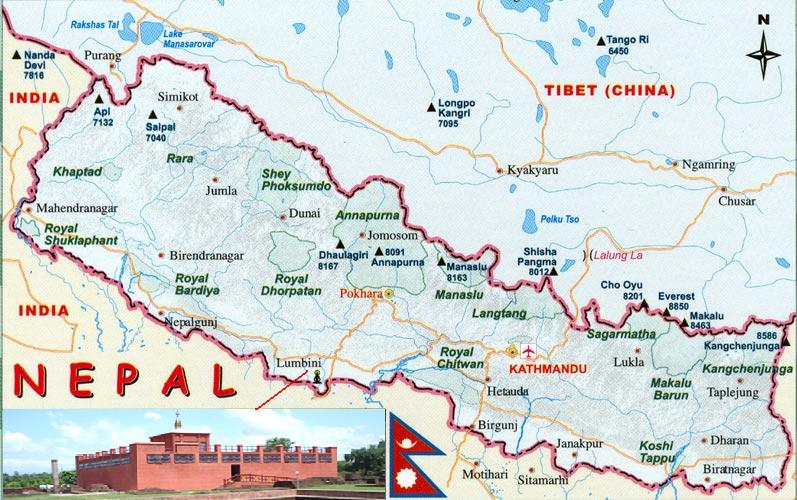 Rakshas Tal
Lake
Manasarovar
N
Tango Ri
6450
Nanda
Devi
7816
Purang
INDIA
TIBET (CHINA)
Api
7132
Simikot
Saipal
7040
Longpo
Kangri
7095
Khaptad
Rara
Shey
Phoksumdo
Kyakyaru
Ngamring
Jumla
Chusar
Mahendranagar
Dunai
Annapurna
Peiku Tso
Royal
Shuklaphant
Jomosom
Dhaulagiri
8167
8091
Annapurna
Birendranagar
Shisha
Pangma
8012
)(Lalung La
Manaslu
8163
Royal
Bardiya
Royal
Dhorpatan
Pokhara
Manaslu
Cho Oyu
8201
Everest
8850
Makalu
8463
INDIA
Nepalgunj
Langtang
Sagarmatha
8586
Kangchenjunga
Lumbini
Royal
Chitwan
KATHMANDU
Lukla
Kangchenjunga
NEPAL
Hetauda
Makalu
Barun
Taplejung
Birgunj
Janakpur
Koshi
Tappu
Dharan
Motihari
Sitamarhi
Biratnagar